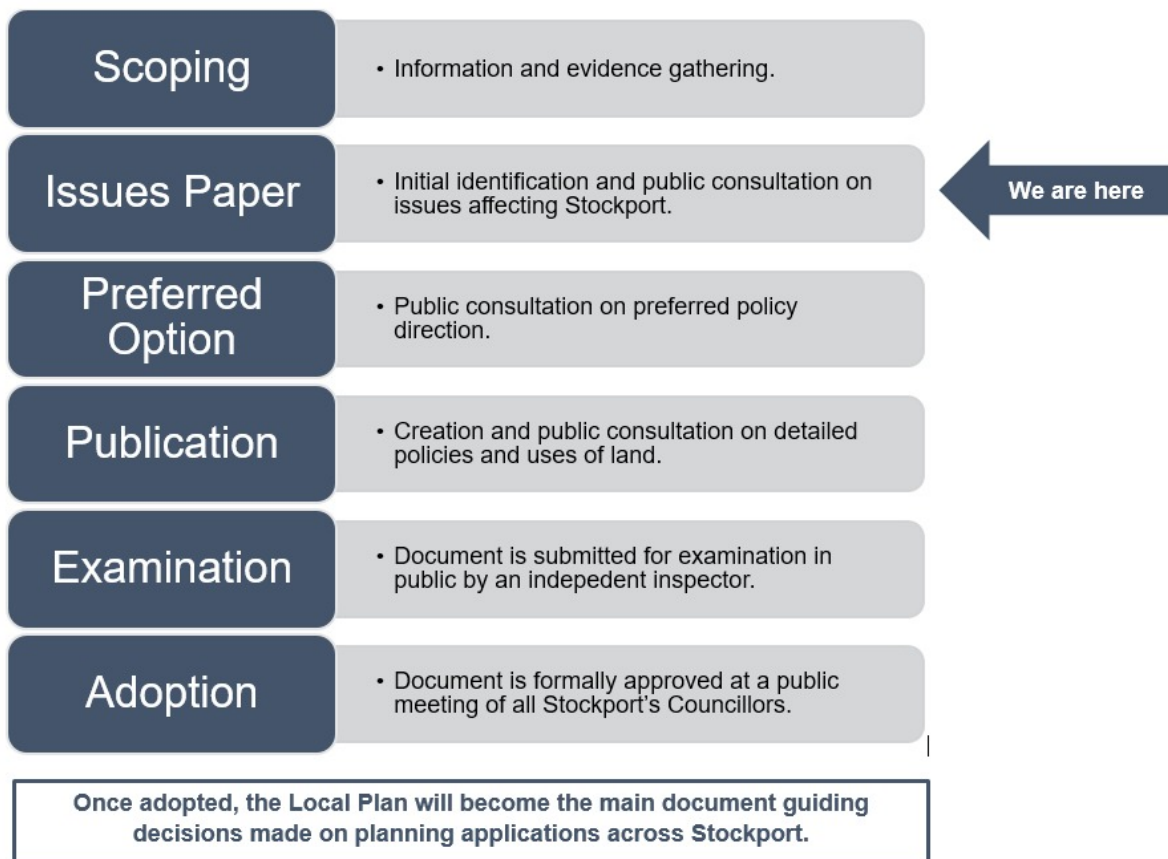 Scoping
• Information and evidence gathering.
Issues Paper
• Initial identification and public consultation on
issues affecting Stockport.
We are here
Preferred
Option
• Public consultation on preferred policy
direction.
Publication
• Creation and public consultation on detailed
policies and uses of land.
Examination
• Document is submitted for examination in
public by an indepedent inspector.
Adoption
• Document is formally approved at a public
meeting of all Stockport’s Councillors.
Once adopted, the Local Plan will become the main document guiding
decisions made on planning applications across Stockport.